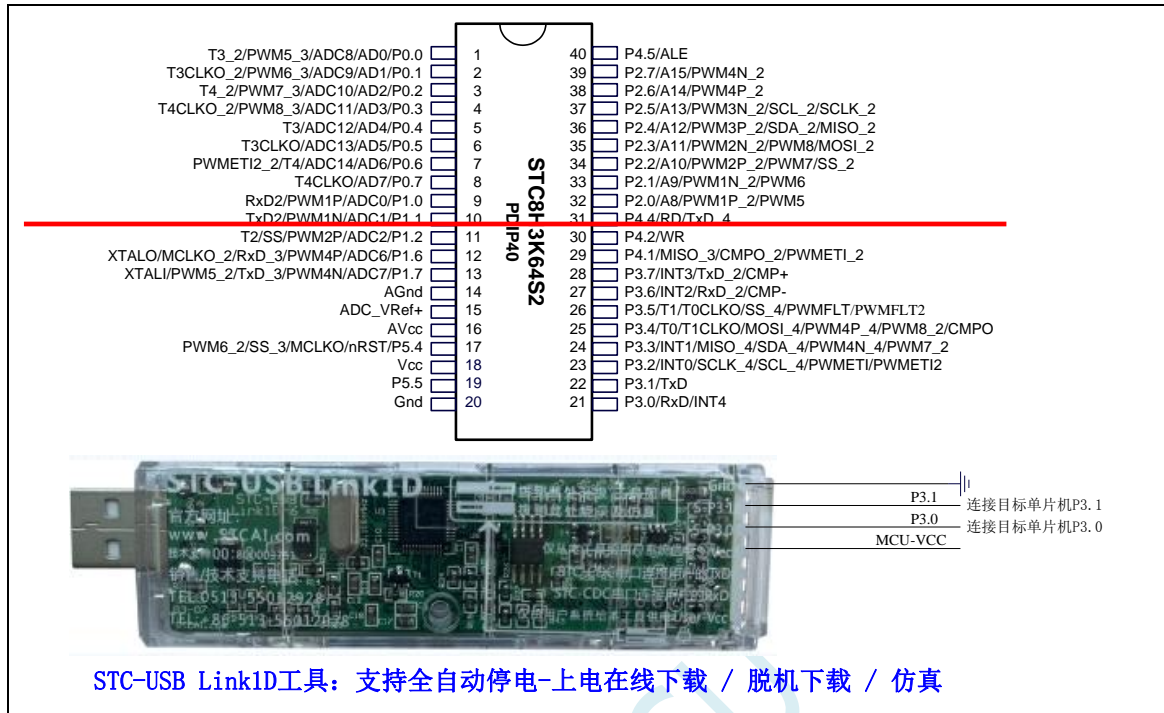 T3_2/PWM5_3/ADC8/AD0/P0.0 1 40 P4.5/ALE
T3CLKO_2/PWM6_3/ADC9/AD1/P0.1 2 39 P2.7/A15/PWM4N_2
T4_2/PWM7_3/ADC10/AD2/P0.2 3 38 P2.6/A14/PWM4P_2
T4CLKO_2/PWM8_3/ADC11/AD3/P0.3 4 37 P2.5/A13/PWM3N_2/SCL_2/SCLK_2
T3/ADC12/AD4/P0.4 5 36 P2.4/A12/PWM3P_2/SDA_2/MISO_2
T3CLKO/ADC13/AD5/P0.5 6 35 P2.3/A11/PWM2N_2/PWM8/MOSI_2
PWMETI2_2/T4/ADC14/AD6/P0.6 7 34 P2.2/A10/PWM2P_2/PWM7/SS_2
T4CLKO/AD7/P0.7 8 33 P2.1/A9/PWM1N_2/PWM6
RxD2/PWM1P/ADC0/P1.0 9 32 P2.0/A8/PWM1P_2/PWM5
TxD2/PWM1N/ADC1/P1.1 10 31 P4.4/RD/TxD_4
T2/SS/PWM2P/ADC2/P1.2 11 30 P4.2/WR
XTALO/MCLKO_2/RxD_3/PWM4P/ADC6/P1.6 12 29 P4.1/MISO_3/CMPO_2/PWMETI_2
XTALI/PWM5_2/TxD_3/PWM4N/ADC7/P1.7 13 28 P3.7/INT3/TxD_2/CMP+
AGnd 14 27 P3.6/INT2/RxD_2/CMP-
ADC_VRef+ 15 26 P3.5/T1/T0CLKO/SS_4/PWMFLT/PWMFLT2
AVcc 16 25 P3.4/T0/T1CLKO/MOSI_4/PWM4P_4/PWM8_2/CMPO
PWM6_2/SS_3/MCLKO/nRST/P5.4 17 24 P3.3/INT1/MISO_4/SDA_4/PWM4N_4/PWM7_2
Vcc 18 23 P3.2/INT0/SCLK_4/SCL_4/PWMETI/PWMETI2
P5.5 19 22 P3.1/TxD
Gnd 20 21 P3.0/RxD/INT4
STC8H3K64S2
PDIP40
STC-USB Link1D
Gnd
P3.1 连接目标单片机P3.1
P3.0 连接目标单片机P3.0
MCU-VCC
官方网址:
www.STCAI.com
TEL:0513-55012928
STC-USB Link1D工具: 支持全自动停电-上电在线下载 / 脱机下载 / 仿真